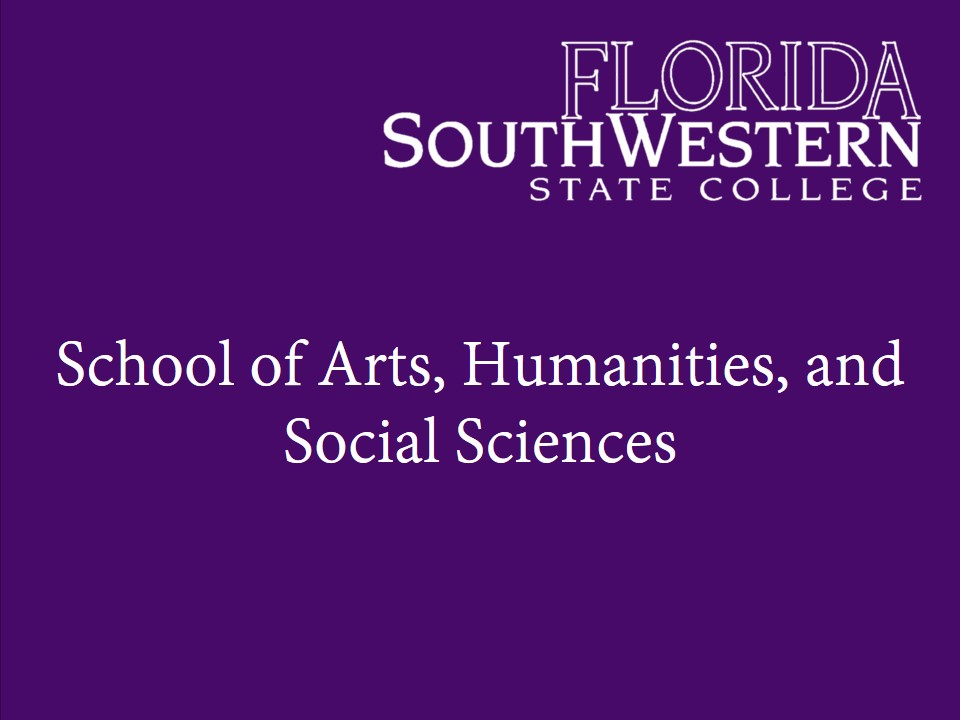 FLORIDA
SOUTHWESTERN
STATE COLLEGE
School of Arts, Humanities, and
Social Sciences